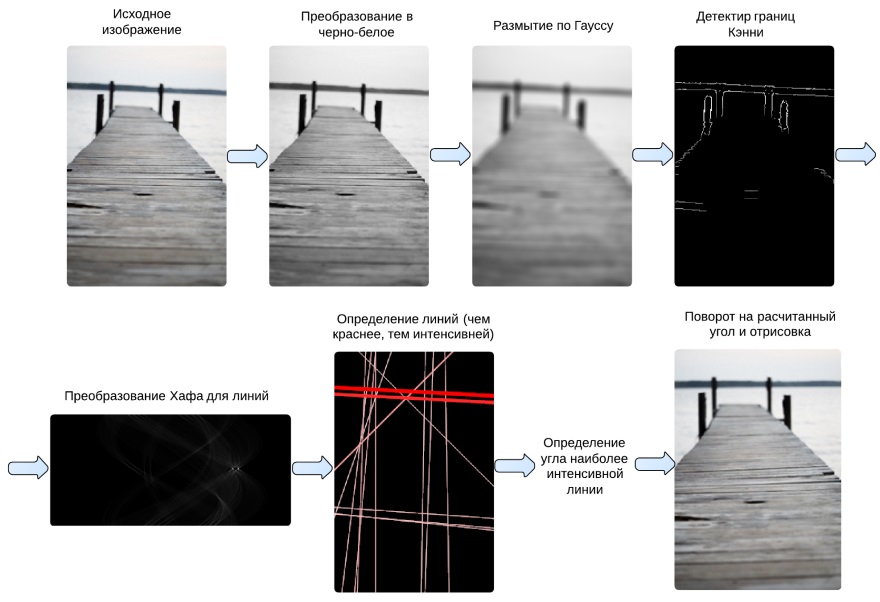 Исходное
изображение
Преобразование в
черно-белое
Размытие по Гауссу
Детектир границ
Кэнни
Преобразование Хафа для линий
Определение линий (чем
краснее, тем интенсивней)
Определение
угла наиболее
интенсивной
линии
Поворот на расчитанный
угол и отрисовка